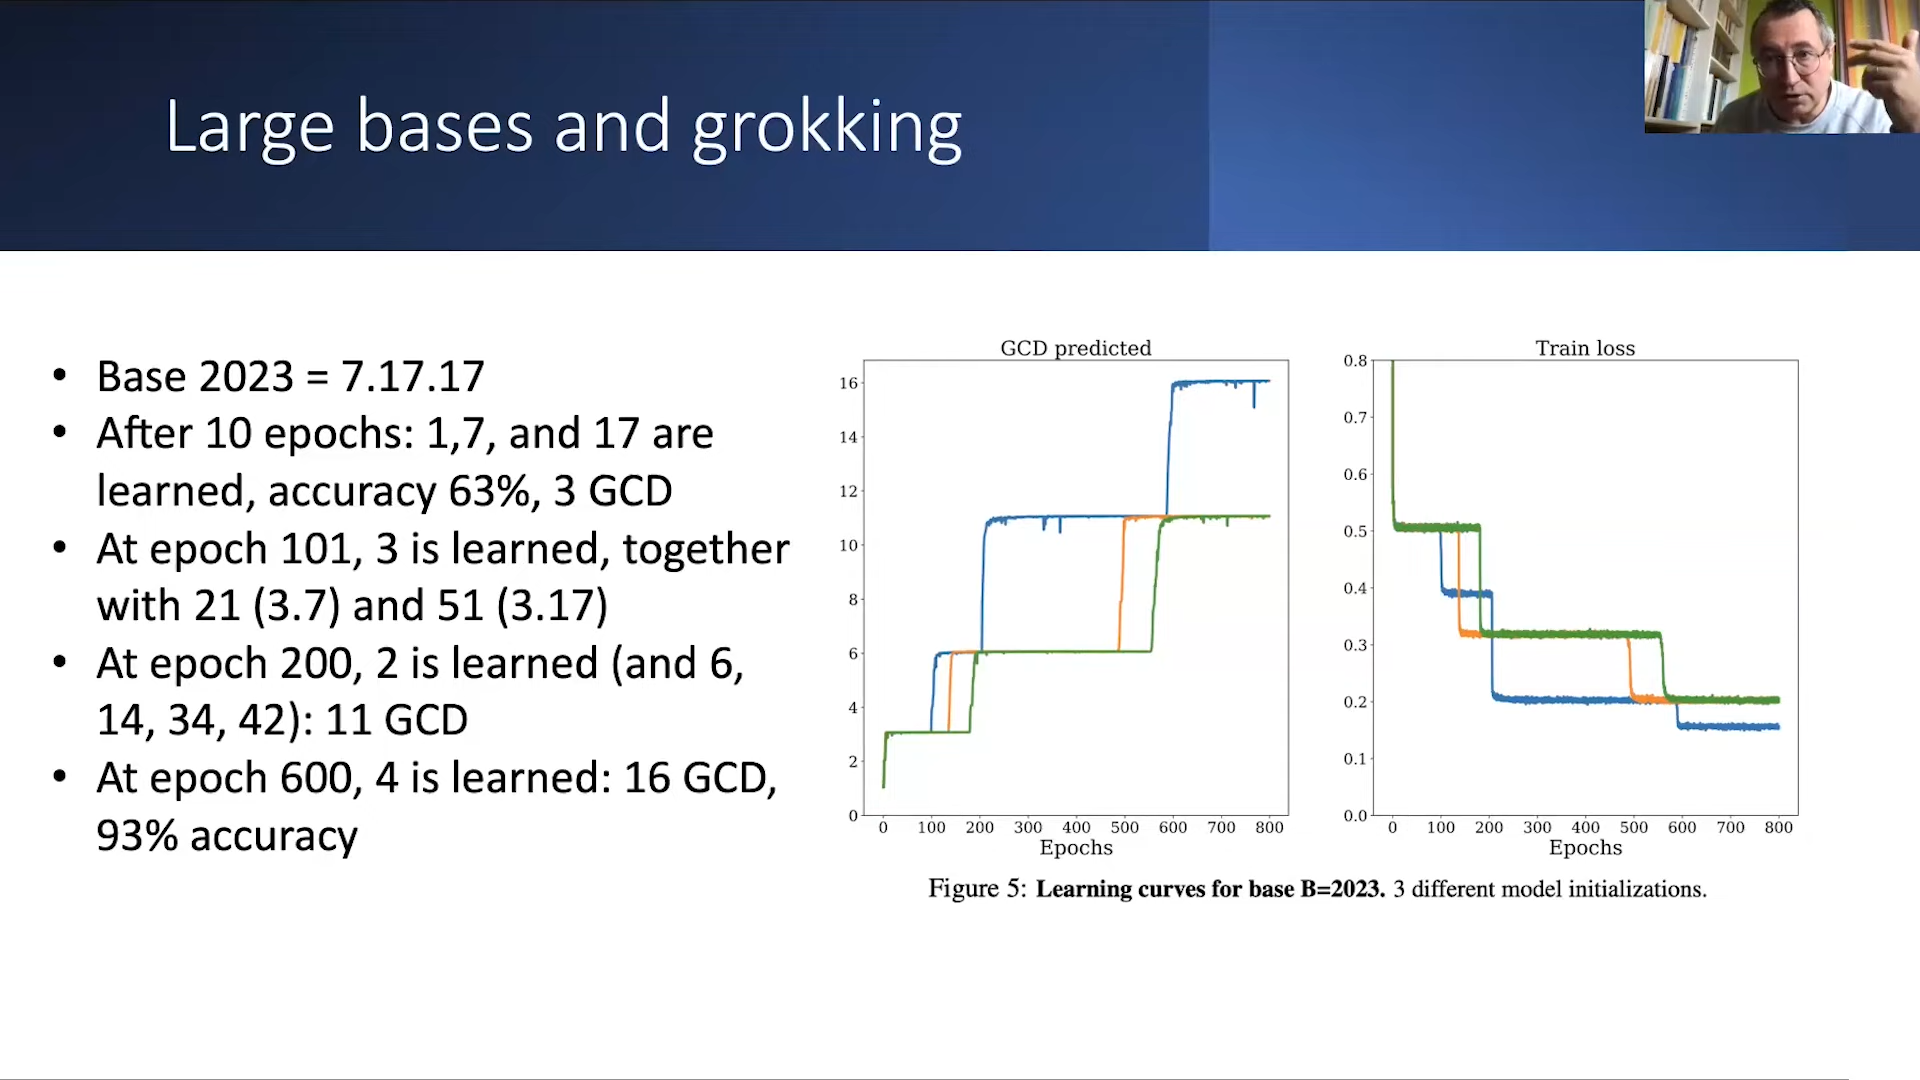 Large bases and grokking
• Base 2023 = 7.17.17
• After 10 epochs: 1,7, and 17 are
learned, accuracy 63%, 3 GCD
• At epoch 101, 3 is learned, together
with 21 (3.7) and 51 (3.17)
• At epoch 200, 2 is learned (and 6,
14, 34, 42): 11 GCD
• At epoch 600, 4 is learned: 16 GCD,
93% accuracy
GCD predicted
16
14
12
10
8
6
4
2
0
0 100 200 300 400 500 600 700 800
Epochs
Train loss
0.8
0.7
0.6
0.5
0.4
0.3
0.2
0.1
0.0
0 100 200 300 400 500 600 700 800
Epochs
Figure 5: Learning curves for base B=2023. 3 different model initializations.